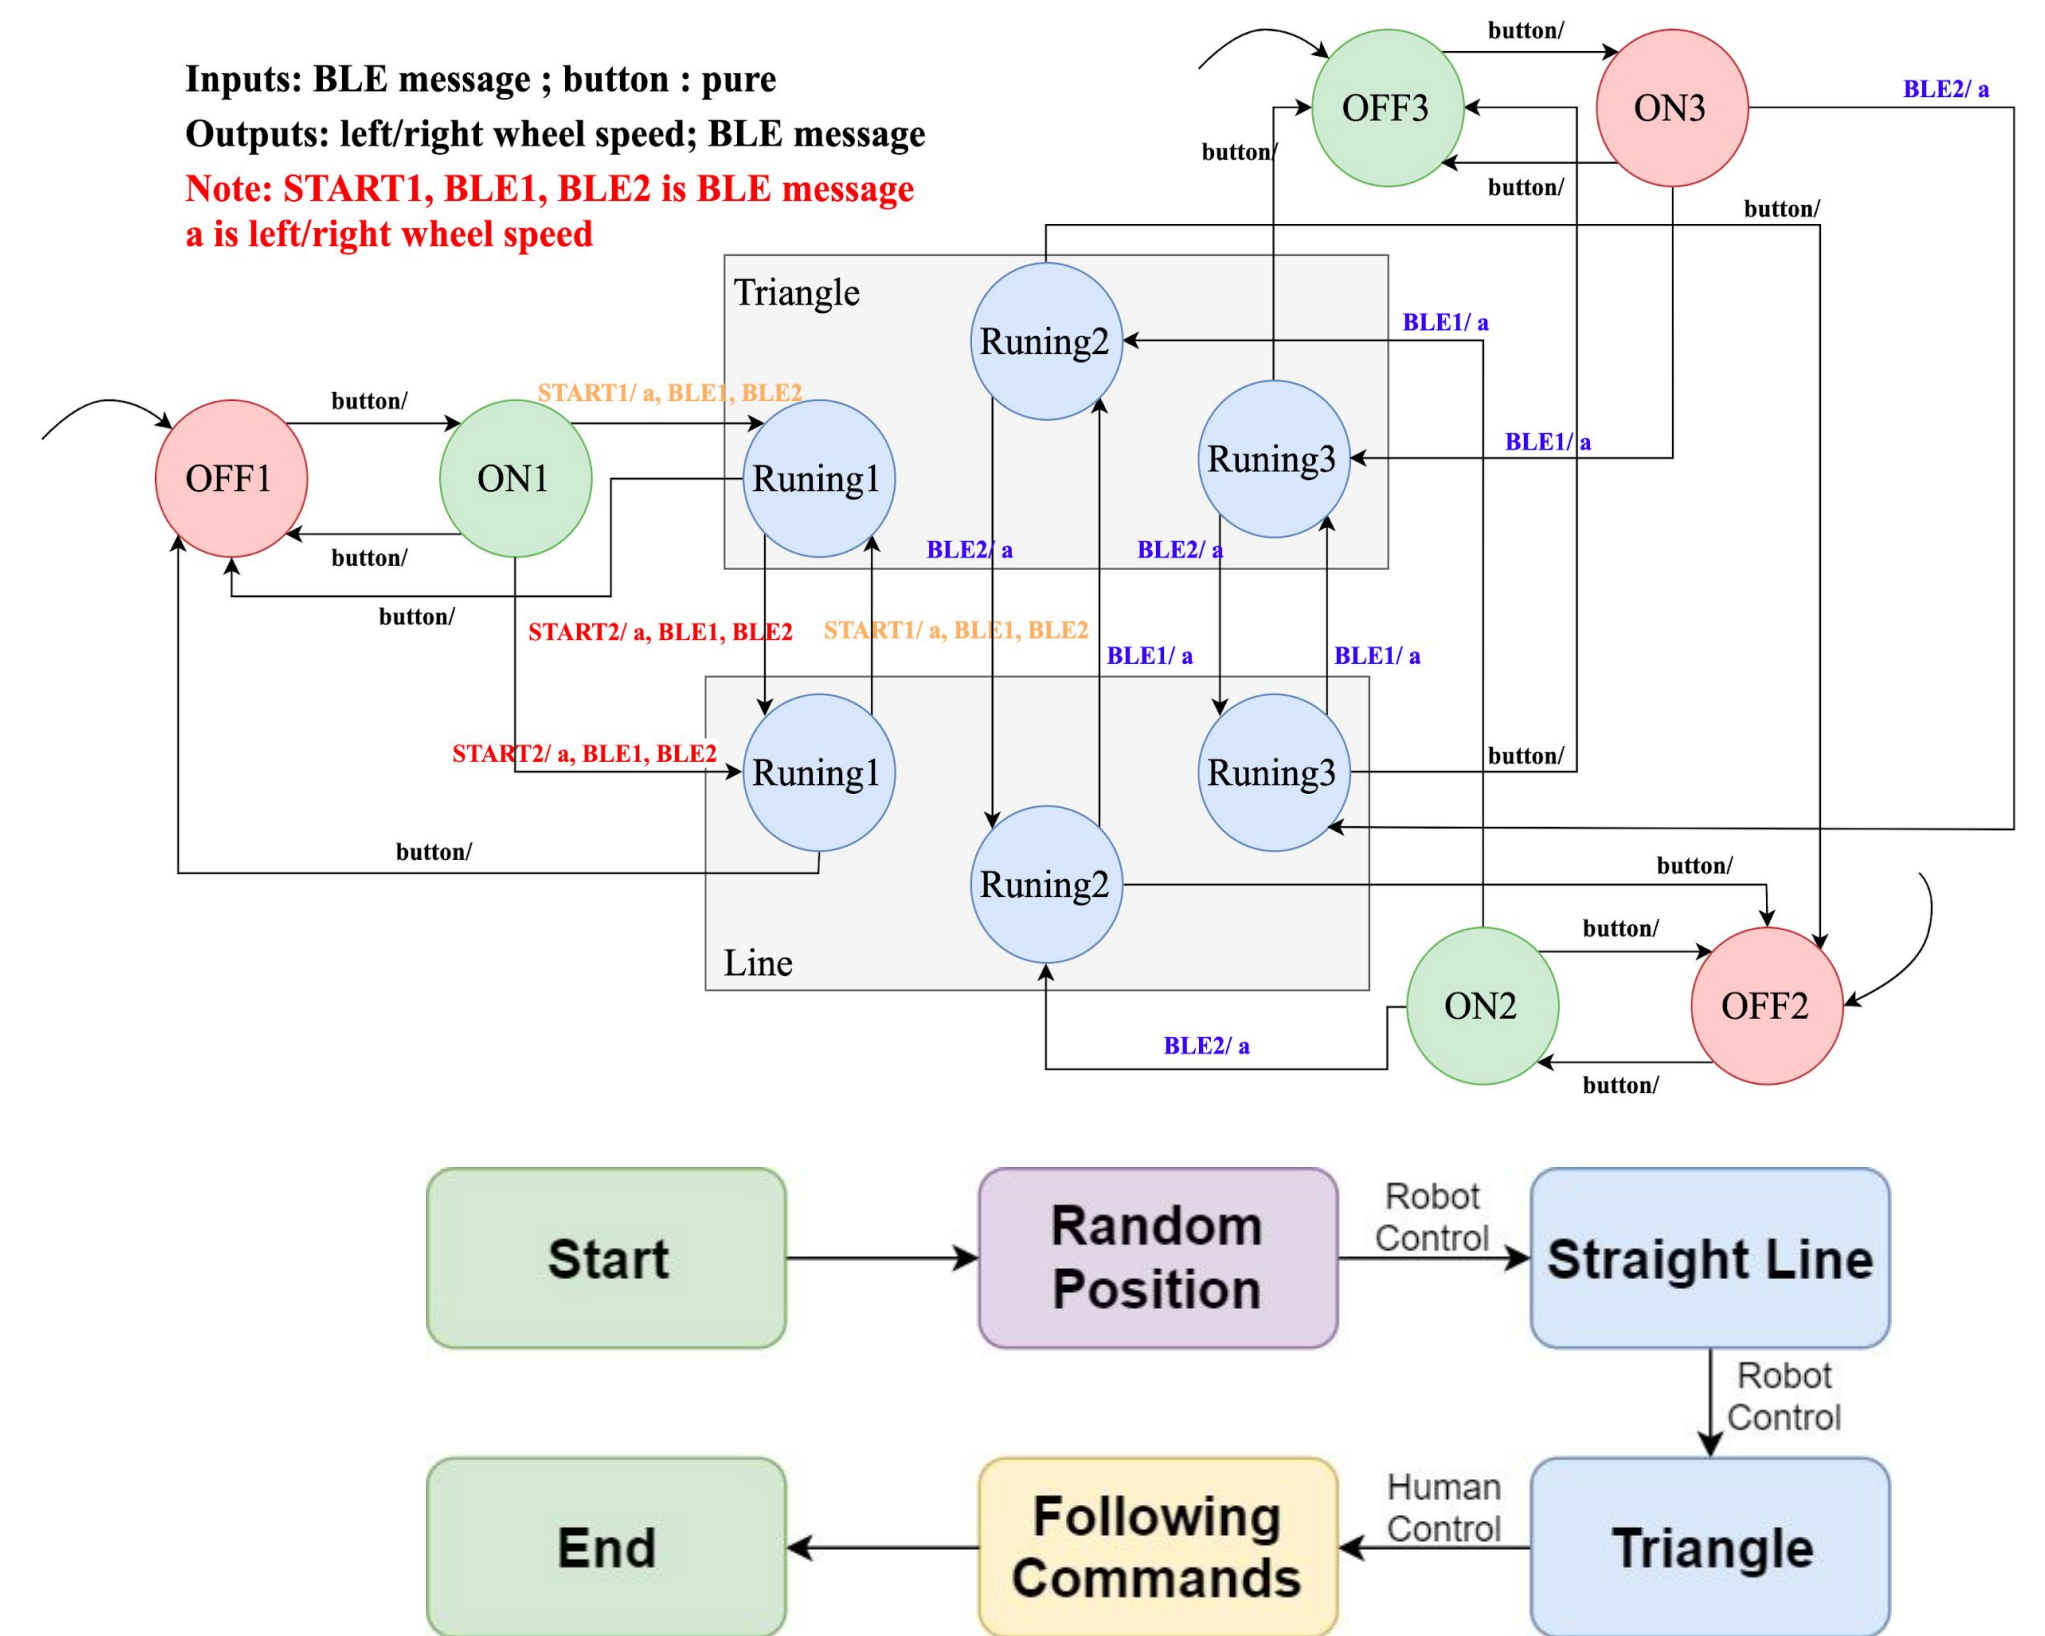 Inputs: BLE message ; button : pure
Outputs: left/right wheel speed; BLE message
Note: START1, BLE1, BLE2 is BLE message
a is left/right wheel speed
button/
OFF3
ON3
BLE2/ a
button/
button/
button/
Triangle
Runing2
BLE1/ a
START1/ a, BLE1, BLE2
button/
OFF1
ON1
Runing1
Runing3
BLE1/ a
button/
BLE2/ a
BLE2/ a
button/
START2/ a, BLE1, BLE2
START1/ a, BLE1, BLE2
BLE1/ a
BLE1/ a
START2/ a, BLE1, BLE2
Runing1
Runing3
button/
button/
Runing2
button/
Line
button/
ON2
OFF2
BLE2/ a
button/
Start
Random
Position
Robot
Control
Straight Line
Robot
Control
End
Following
Commands
Human
Control
Triangle